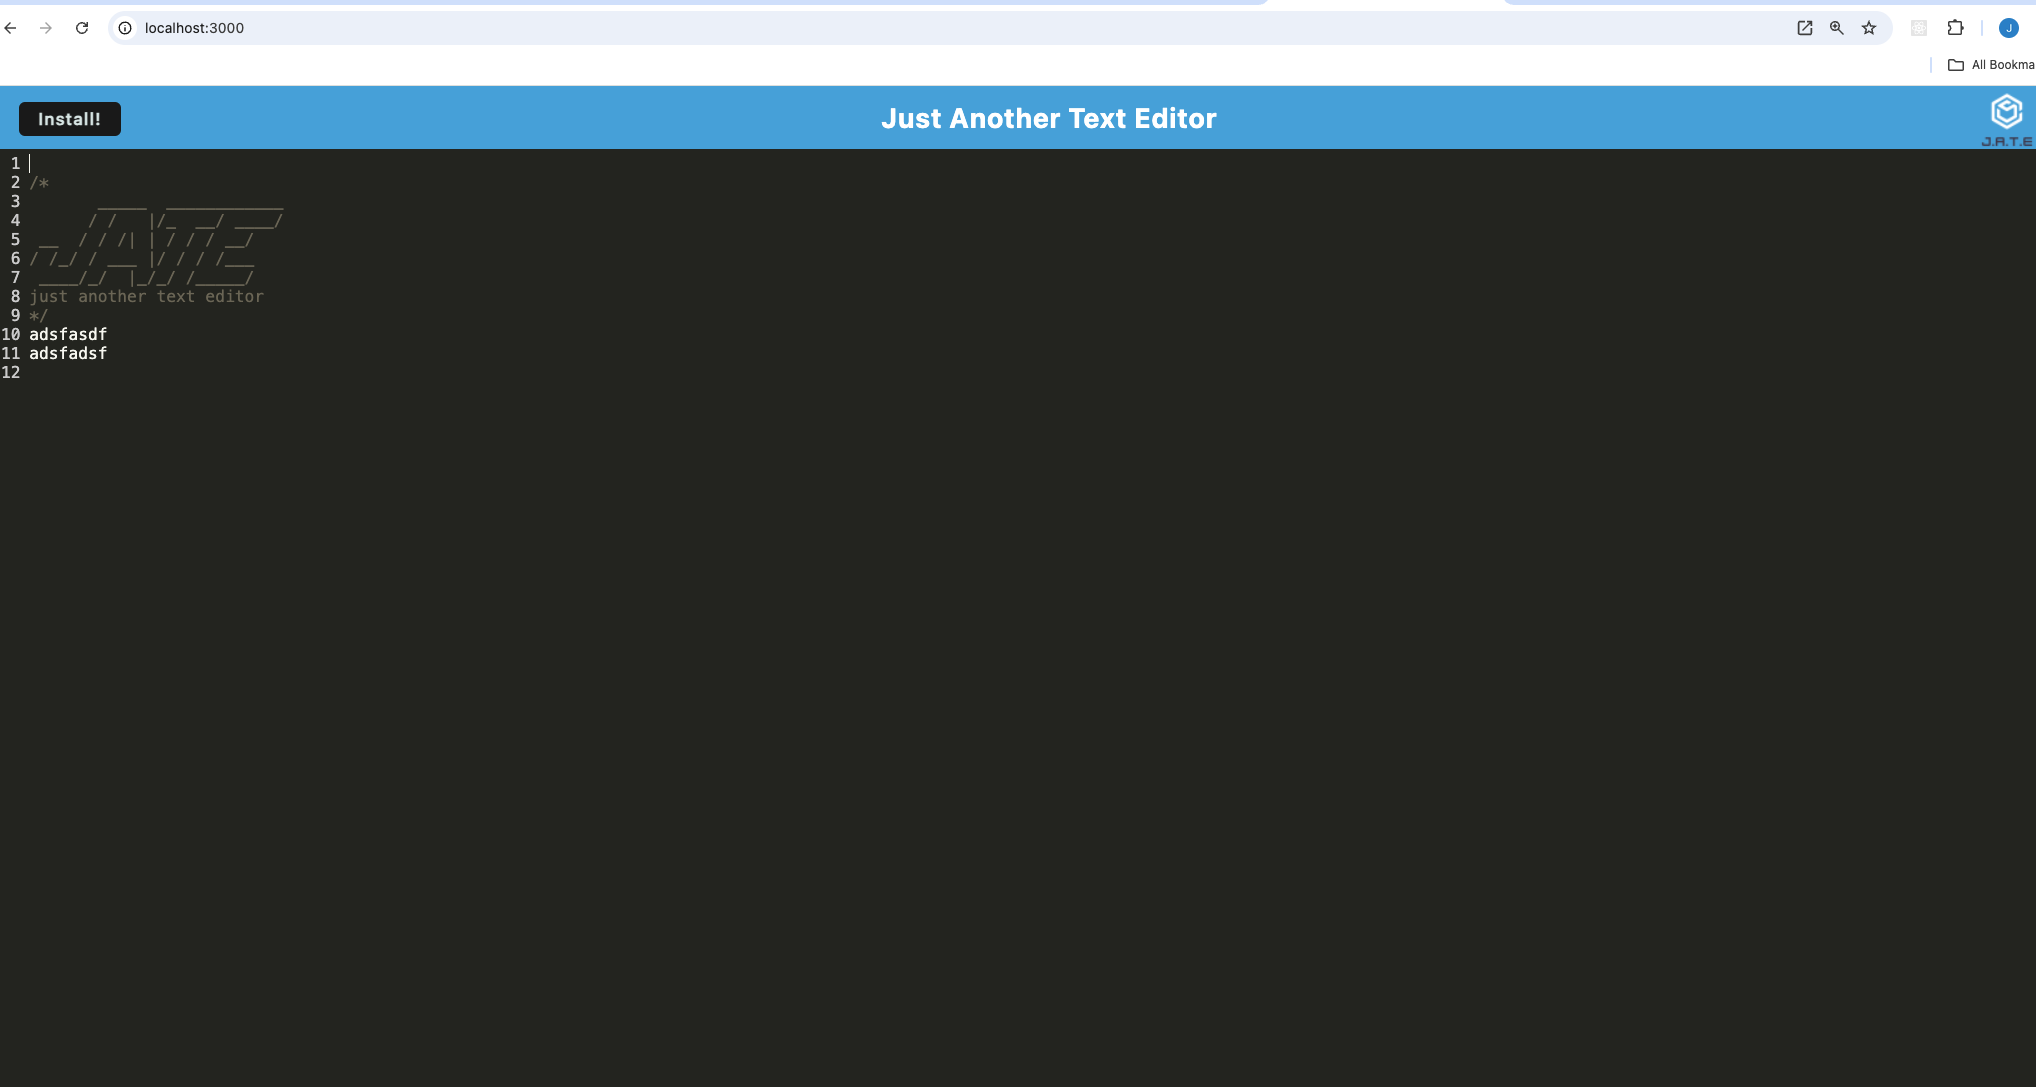 localhost:3000
J
All Bookma
Install!
Just Another Text Editor
J.A.T.E
1
2 /*
3        _____  ____________
4       / /   |/_  __/ ____/
5  __  / / /| | / / / __/
6 / /_/ / ___ |/ / / /___
7  ____/_/  |_/_/ /_____/
8 just another text editor
9 */
10 adsfasdf
11 adsfadsf
12